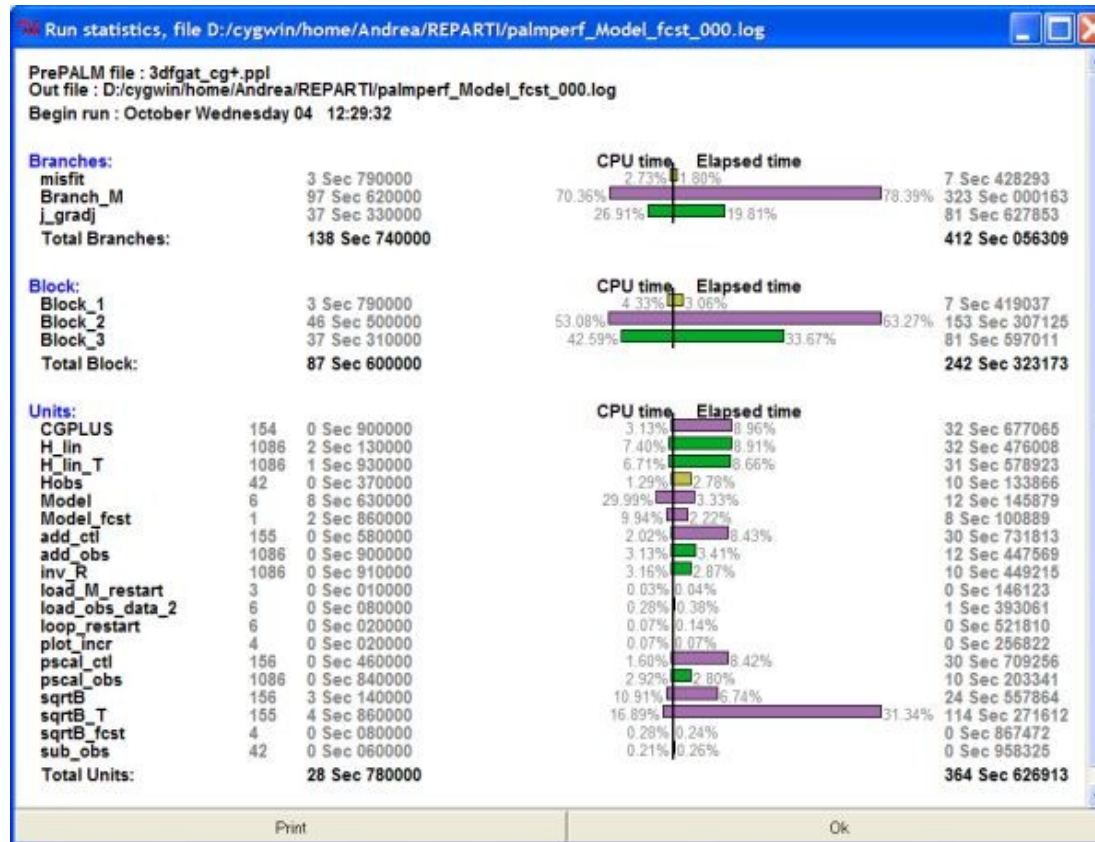 Run statistics, file D:/cygwin/home/Andrea/REPARTI/palmperf_Model_fcst_000.log
PrePALM file : 3dfgat_cg+.ppl
Out file : D:/cygwin/home/Andrea/REPARTI/palmperf_Model_fcst_000.log
Begin run : October Wednesday 04 12:29:32
Branches: CPU time Elapsed time
misfit 3 Sec 790000 2.73% 1.80% 7 Sec 428293
Branch_M 97 Sec 620000 70.36% 78.39% 323 Sec 000163
j_gradj 37 Sec 330000 26.91% 19.81% 81 Sec 627853
Total Branches: 138 Sec 740000 412 Sec 056309
Block: CPU time Elapsed time
Block_1 3 Sec 790000 4.33% 3.06% 7 Sec 419037
Block_2 46 Sec 500000 53.08% 63.27% 153 Sec 307125
Block_3 37 Sec 310000 42.59% 33.67% 81 Sec 597011
Total Block: 87 Sec 600000 242 Sec 323173
Units: CPU time Elapsed time
CGPLUS 154 0 Sec 900000 3.13% 8.96% 32 Sec 677065
H_lin 1086 2 Sec 130000 7.40% 8.91% 32 Sec 476008
H_lin_T 1086 1 Sec 930000 6.71% 8.66% 31 Sec 578923
Hobs 42 0 Sec 370000 1.29% 2.78% 10 Sec 133866
Model 6 8 Sec 630000 29.99% 3.33% 12 Sec 145879
Model_fcst 1 2 Sec 860000 9.94% 2.22% 8 Sec 100889
add_ctl 155 0 Sec 580000 2.02% 8.43% 30 Sec 731813
add_obs 1086 0 Sec 900000 3.13% 3.41% 12 Sec 447569
inv_R 1086 0 Sec 910000 3.16% 2.87% 10 Sec 449215
load_M_restart 3 0 Sec 010000 0.03% 0.04% 0 Sec 146123
load_obs_data_2 6 0 Sec 080000 0.28% 0.38% 1 Sec 393061
loop_restart 6 0 Sec 020000 0.07% 0.14% 0 Sec 521810
plot_incr 4 0 Sec 020000 0.07% 0.07% 0 Sec 256822
pscal_ctl 156 0 Sec 460000 1.60% 8.42% 30 Sec 709256
pscal_obs 1086 0 Sec 840000 2.92% 2.80% 10 Sec 203341
sqrtB 156 3 Sec 140000 10.91% 6.74% 24 Sec 557864
sqrtB_T 155 4 Sec 860000 16.89% 31.34% 114 Sec 271612
sqrtB_fcst 4 0 Sec 080000 0.28% 0.24% 0 Sec 867472
sub_obs 42 0 Sec 060000 0.21% 0.26% 0 Sec 958325
Total Units: 28 Sec 780000 364 Sec 626913
Print Ok